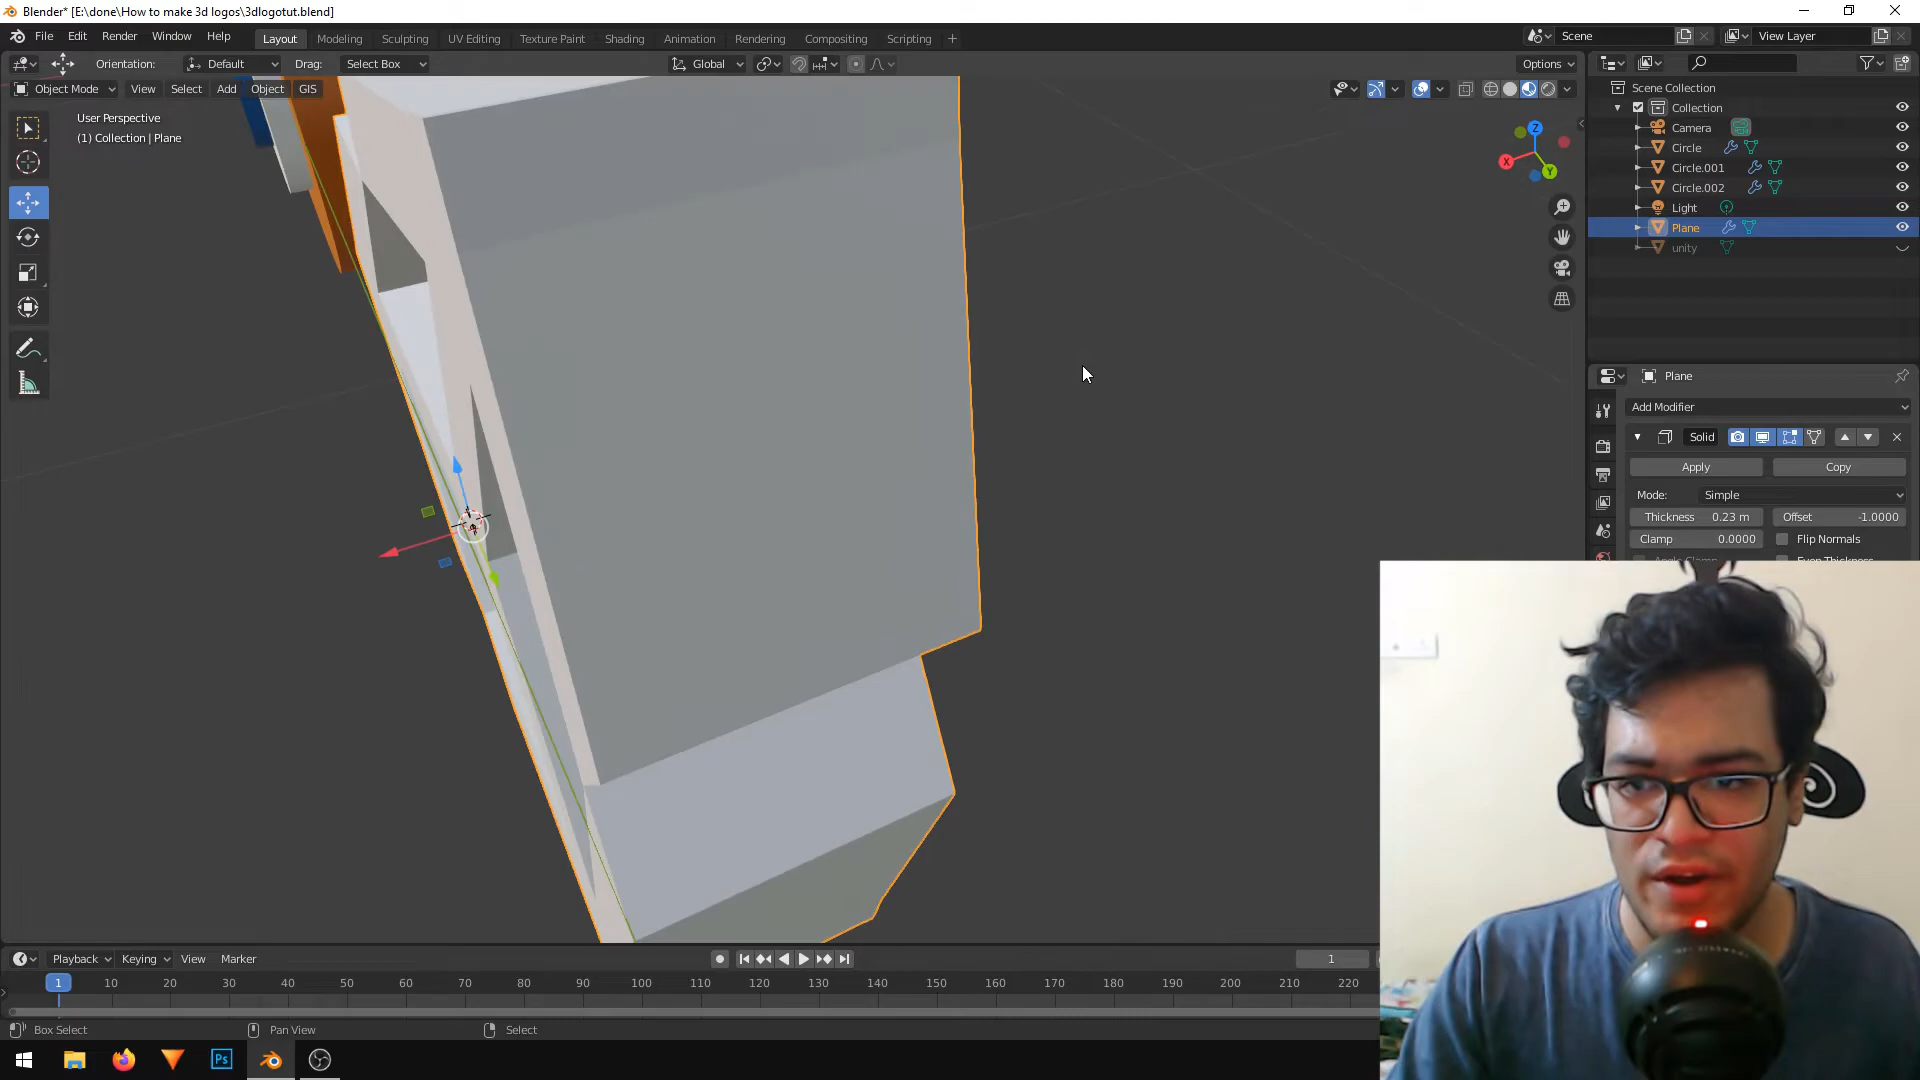 Blender* [E:\done\How to make 3d logos\3dlogotut.blend]
File Edit Render Window Help
Layout Modeling Sculpting UV Editing Texture Paint Shading Animation Rendering Compositing Scripting +
Scene
View Layer
Orientation: Default Drag: Select Box
Global
Options
Object Mode View Select Add Object GIS
User Perspective
(1) Collection | Plane
Z
X
Y
Scene Collection
Collection
Camera
Circle
Circle.001
Circle.002
Light
Plane
unity
Plane
Add Modifier
Solid
Apply Copy
Mode: Simple
Thickness 0.23 m Offset -1.0000
Clamp 0.0000 Flip Normals
Playback Keying View Marker
1
1 10 20 30 40 50 60 70 80 90 100 110 120 130 140 150 160 170 180 190 200 210 220
Box Select Pan View Select
Ps